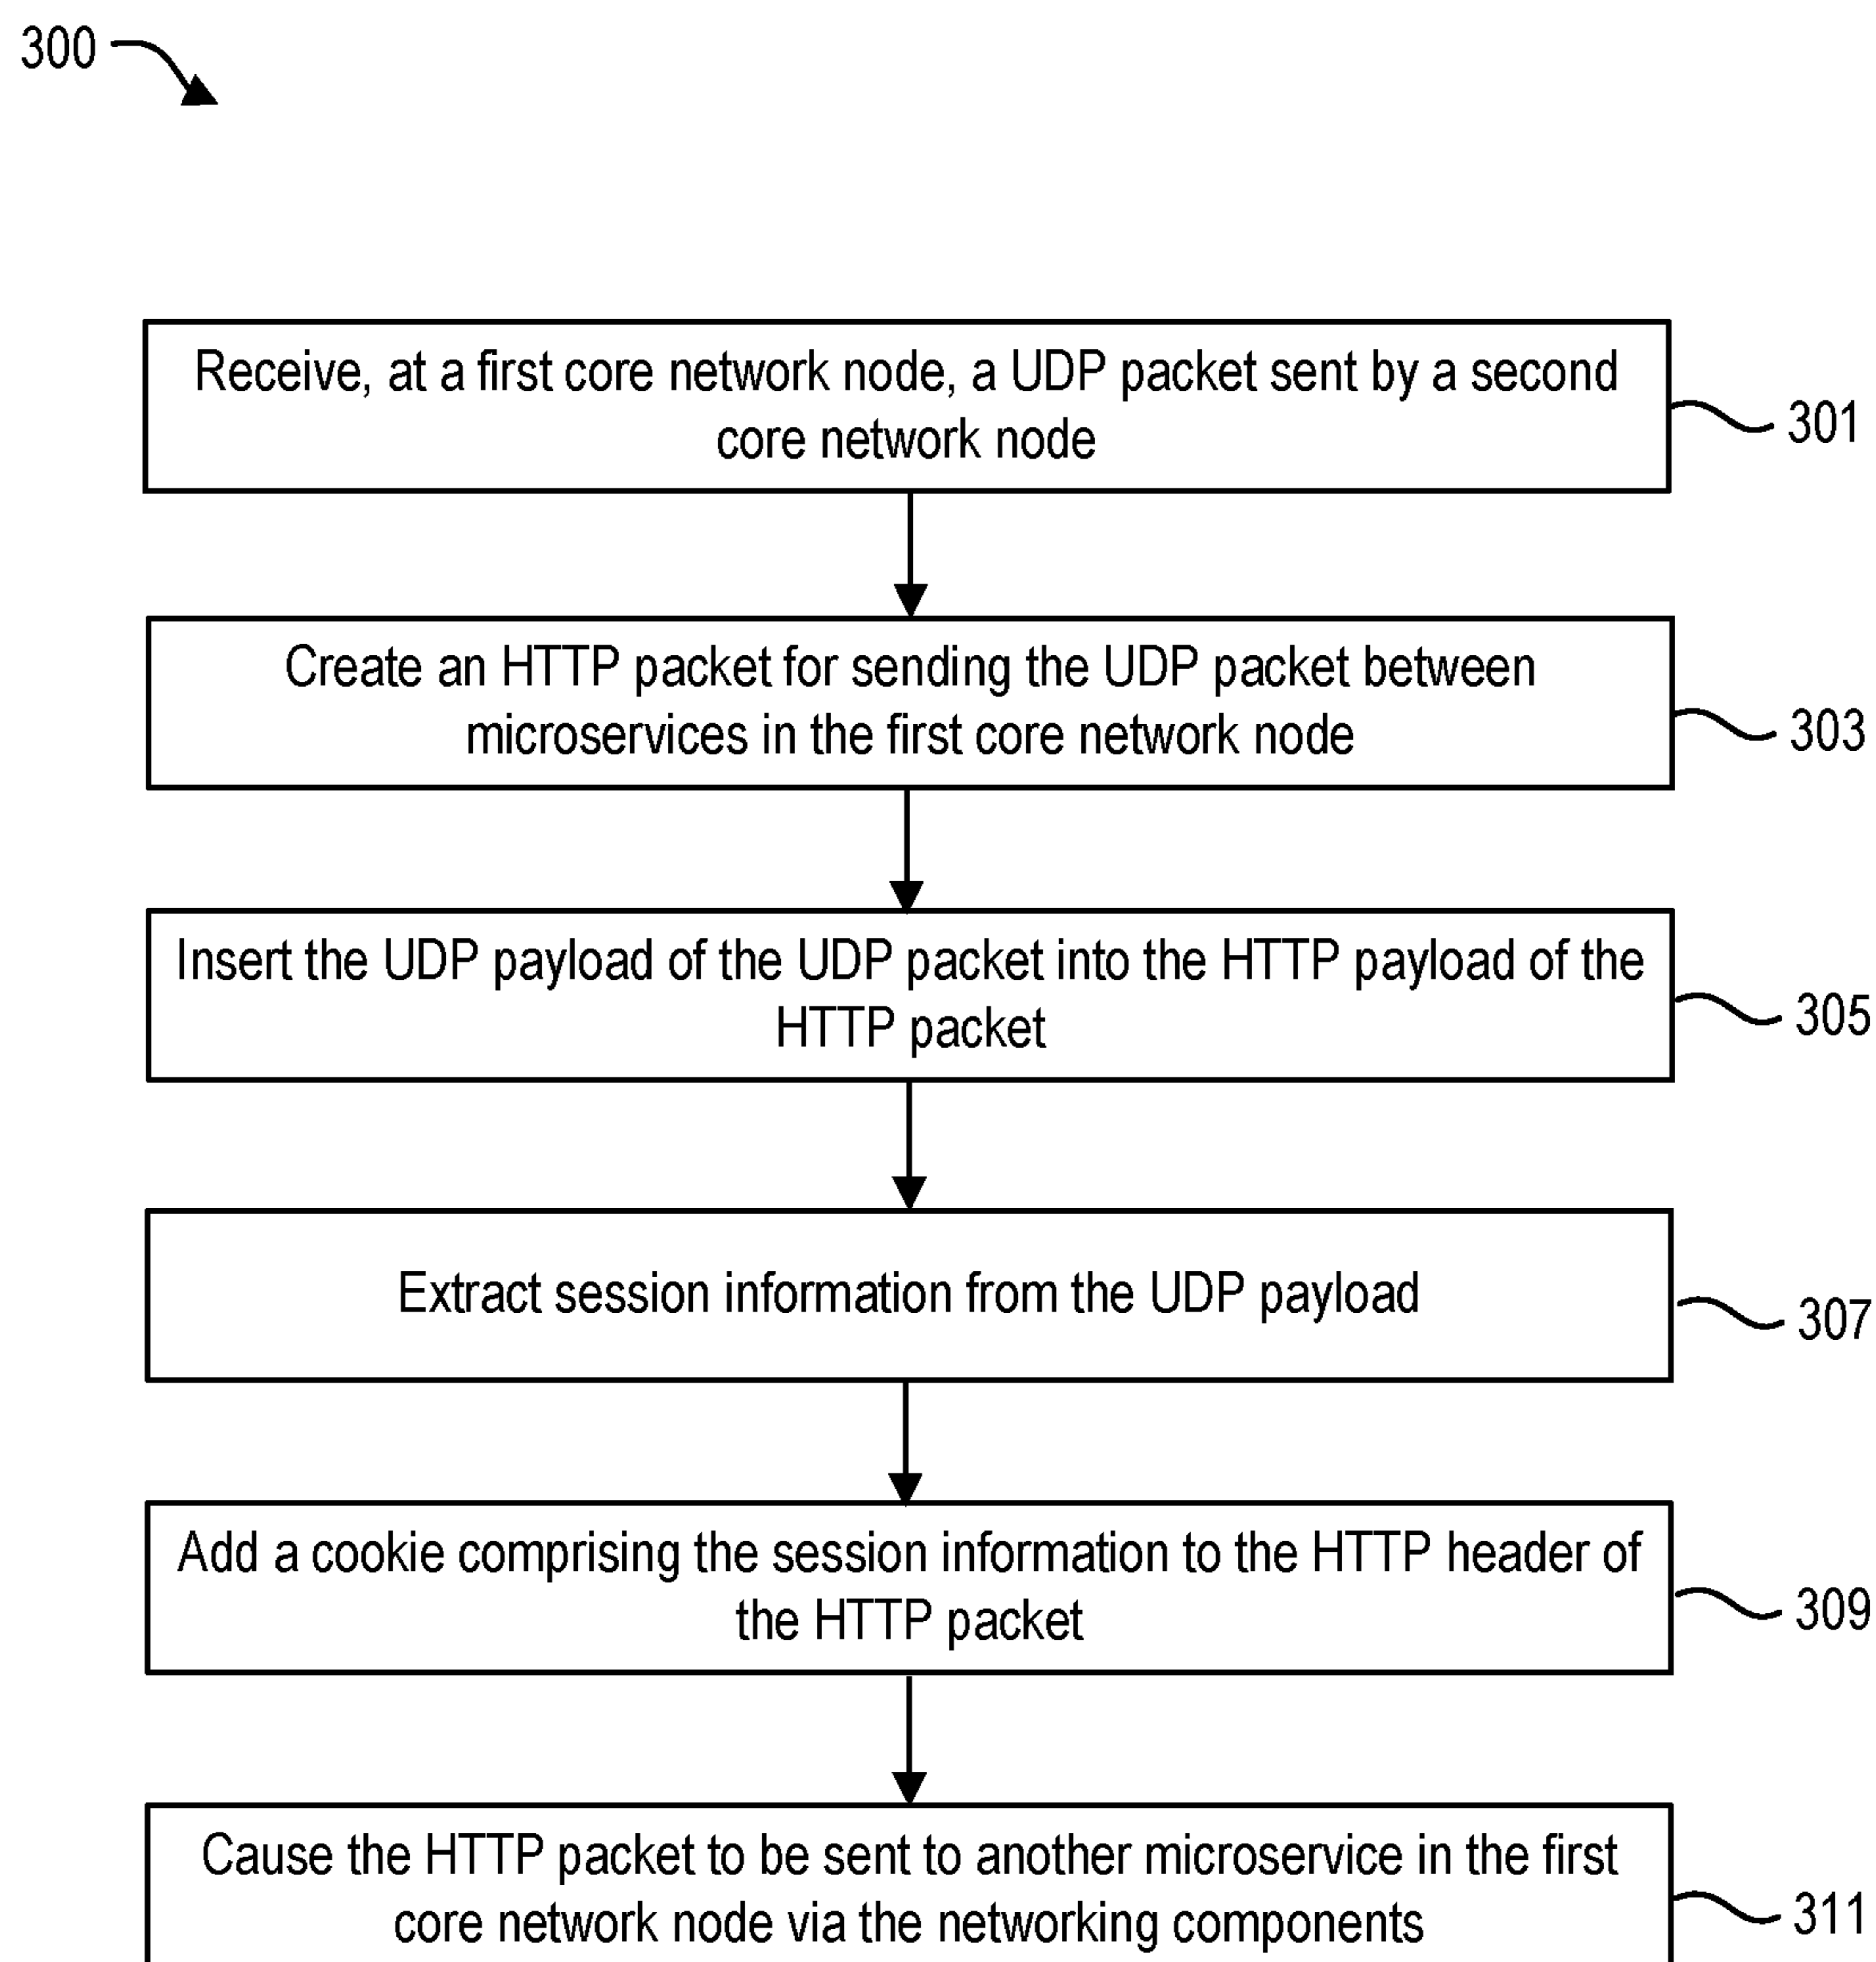 300
Receive, at a first core network node, a UDP packet sent by a second
core network node
301
Create an HTTP packet for sending the UDP packet between
microservices in the first core network node
303
Insert the UDP payload of the UDP packet into the HTTP payload of the
HTTP packet
305
Extract session information from the UDP payload
307
Add a cookie comprising the session information to the HTTP header of
the HTTP packet
309
Cause the HTTP packet to be sent to another microservice in the first
core network node via the networking components
311